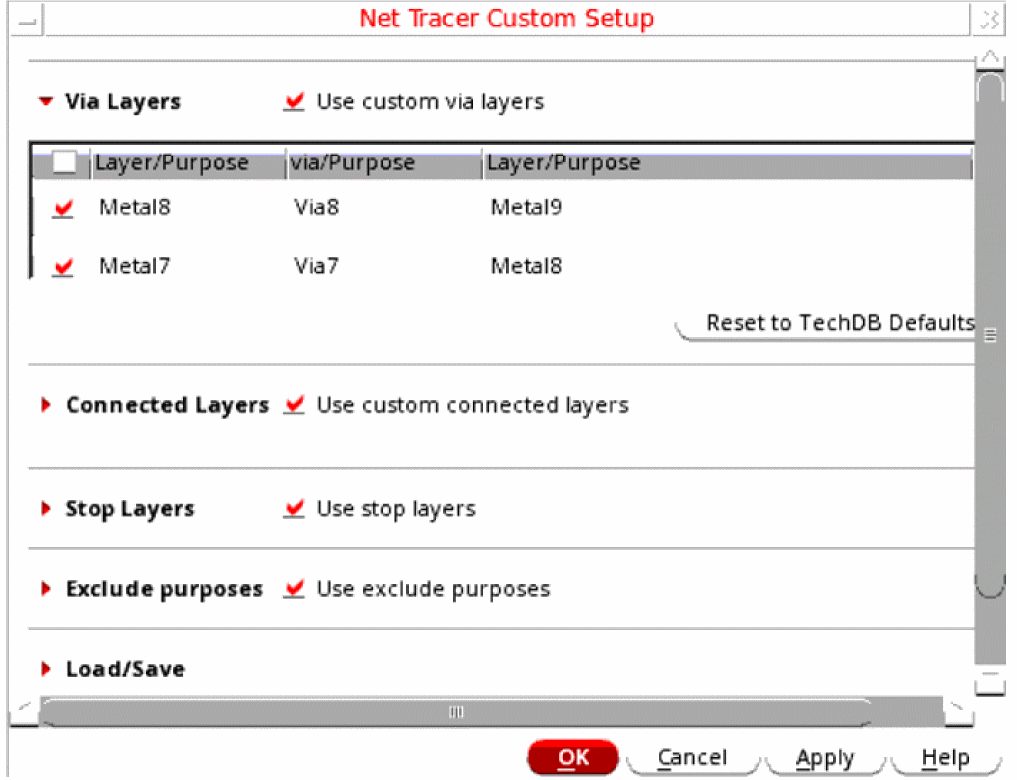 Net Tracer Custom Setup
Via Layers Use custom via layers
Layer/Purpose via/Purpose Layer/Purpose
Metal8 Via8 Metal9
Metal7 Via7 Metal8
Reset to TechDB Defaults
Connected Layers Use custom connected layers
Stop Layers Use stop layers
Exclude purposes Use exclude purposes
Load/Save
OK Cancel Apply Help